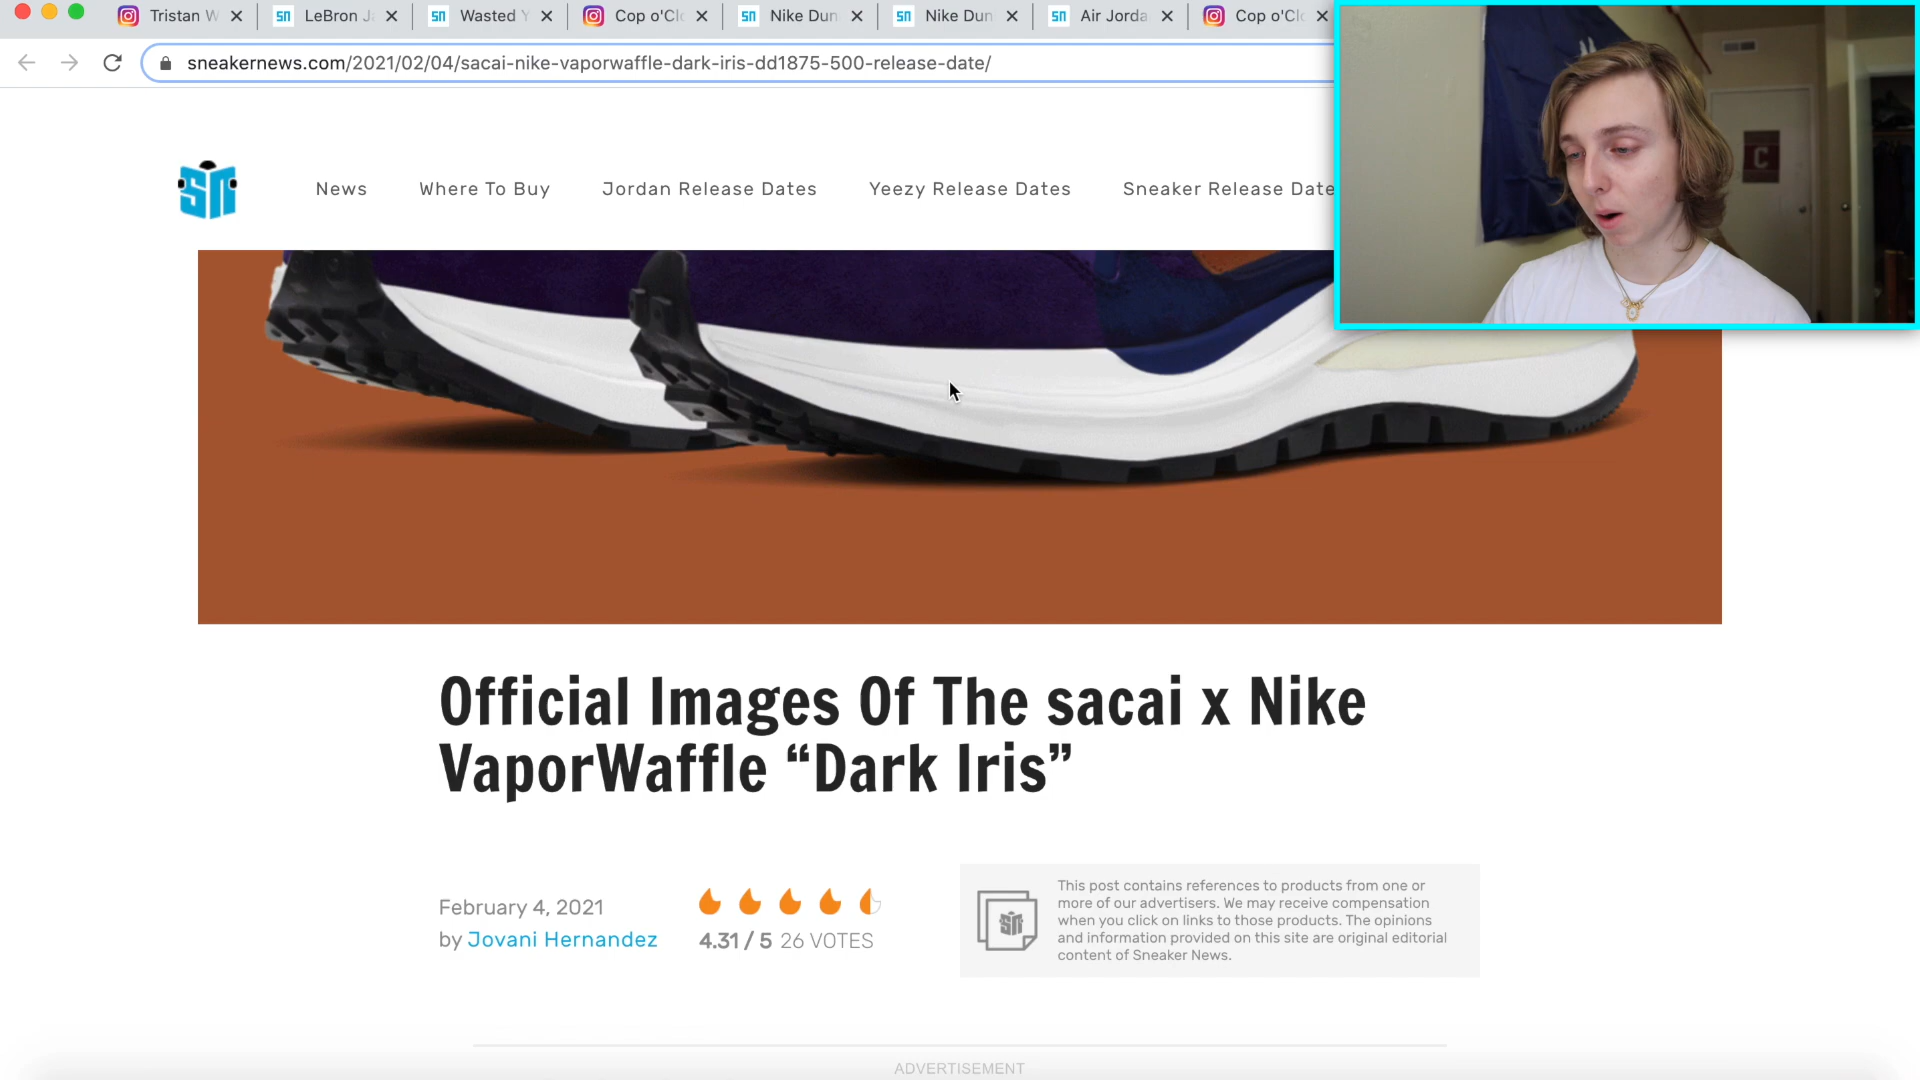 Tristan W
LeBron J
Wasted Y
Cop o'Clo
Nike Dun
Nike Dun
Air Jorda
Cop o'Clo
sneakernews.com/2021/02/04/sacai-nike-vaporwaffle-dark-iris-dd1875-500-release-date/
News
Where To Buy
Jordan Release Dates
Yeezy Release Dates
Sneaker Release Date
C
Official Images Of The sacai x Nike
VaporWaffle “Dark Iris”
February 4, 2021
by Jovani Hernandez
4.31 / 5 26 VOTES
This post contains references to products from one or
more of our advertisers. We may receive compensation
when you click on links to those products. The opinions
and information provided on this site are original editorial
content of Sneaker News.
ADVERTISEMENT